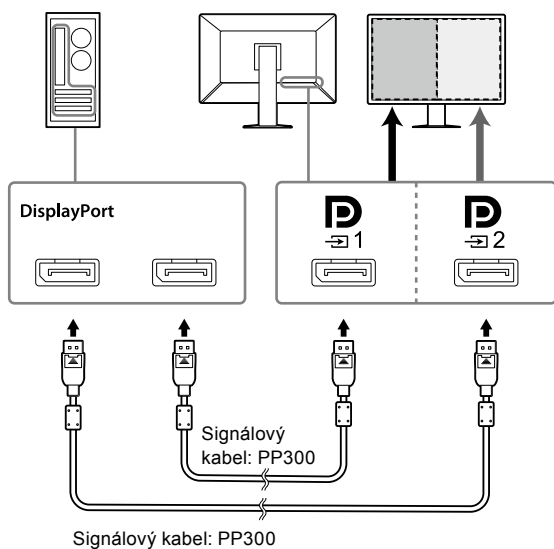 DisplayPort
1
2
Signálový
kabel: PP300
Signálový kabel: PP300